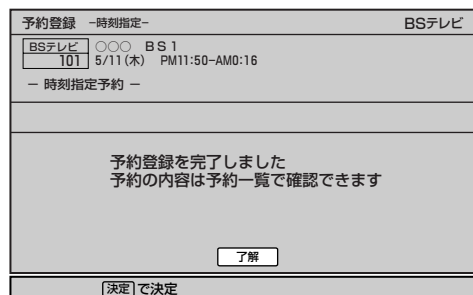 予約登録 -時刻指定- BSテレビ
BSテレビ ○○○ BS1
101 5/11(木) PM11:50-AM0:16
－ 時刻指定予約 －
予約登録を完了しました
予約の内容は予約一覧で確認できます
了解
決定で決定